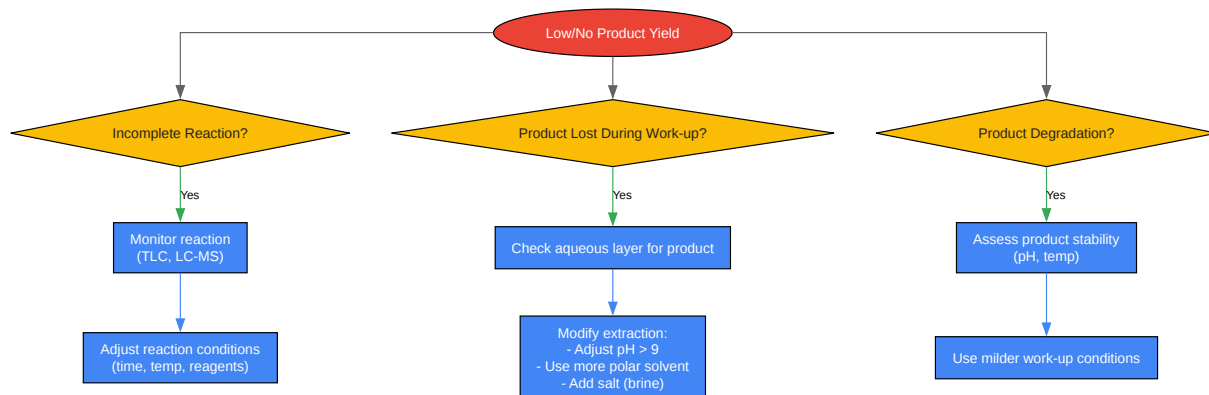 Low/No Product Yield
Incomplete Reaction?
Product Lost During Work-up?
Product Degradation?
Yes
Yes
Yes
Monitor reaction
(TLC, LC-MS)
Check aqueous layer for product
Assess product stability
(pH, temp)
Adjust reaction conditions
(time, temp, reagents)
Modify extraction:
- Adjust pH > 9
- Use more polar solvent
- Add salt (brine)
Use milder work-up conditions